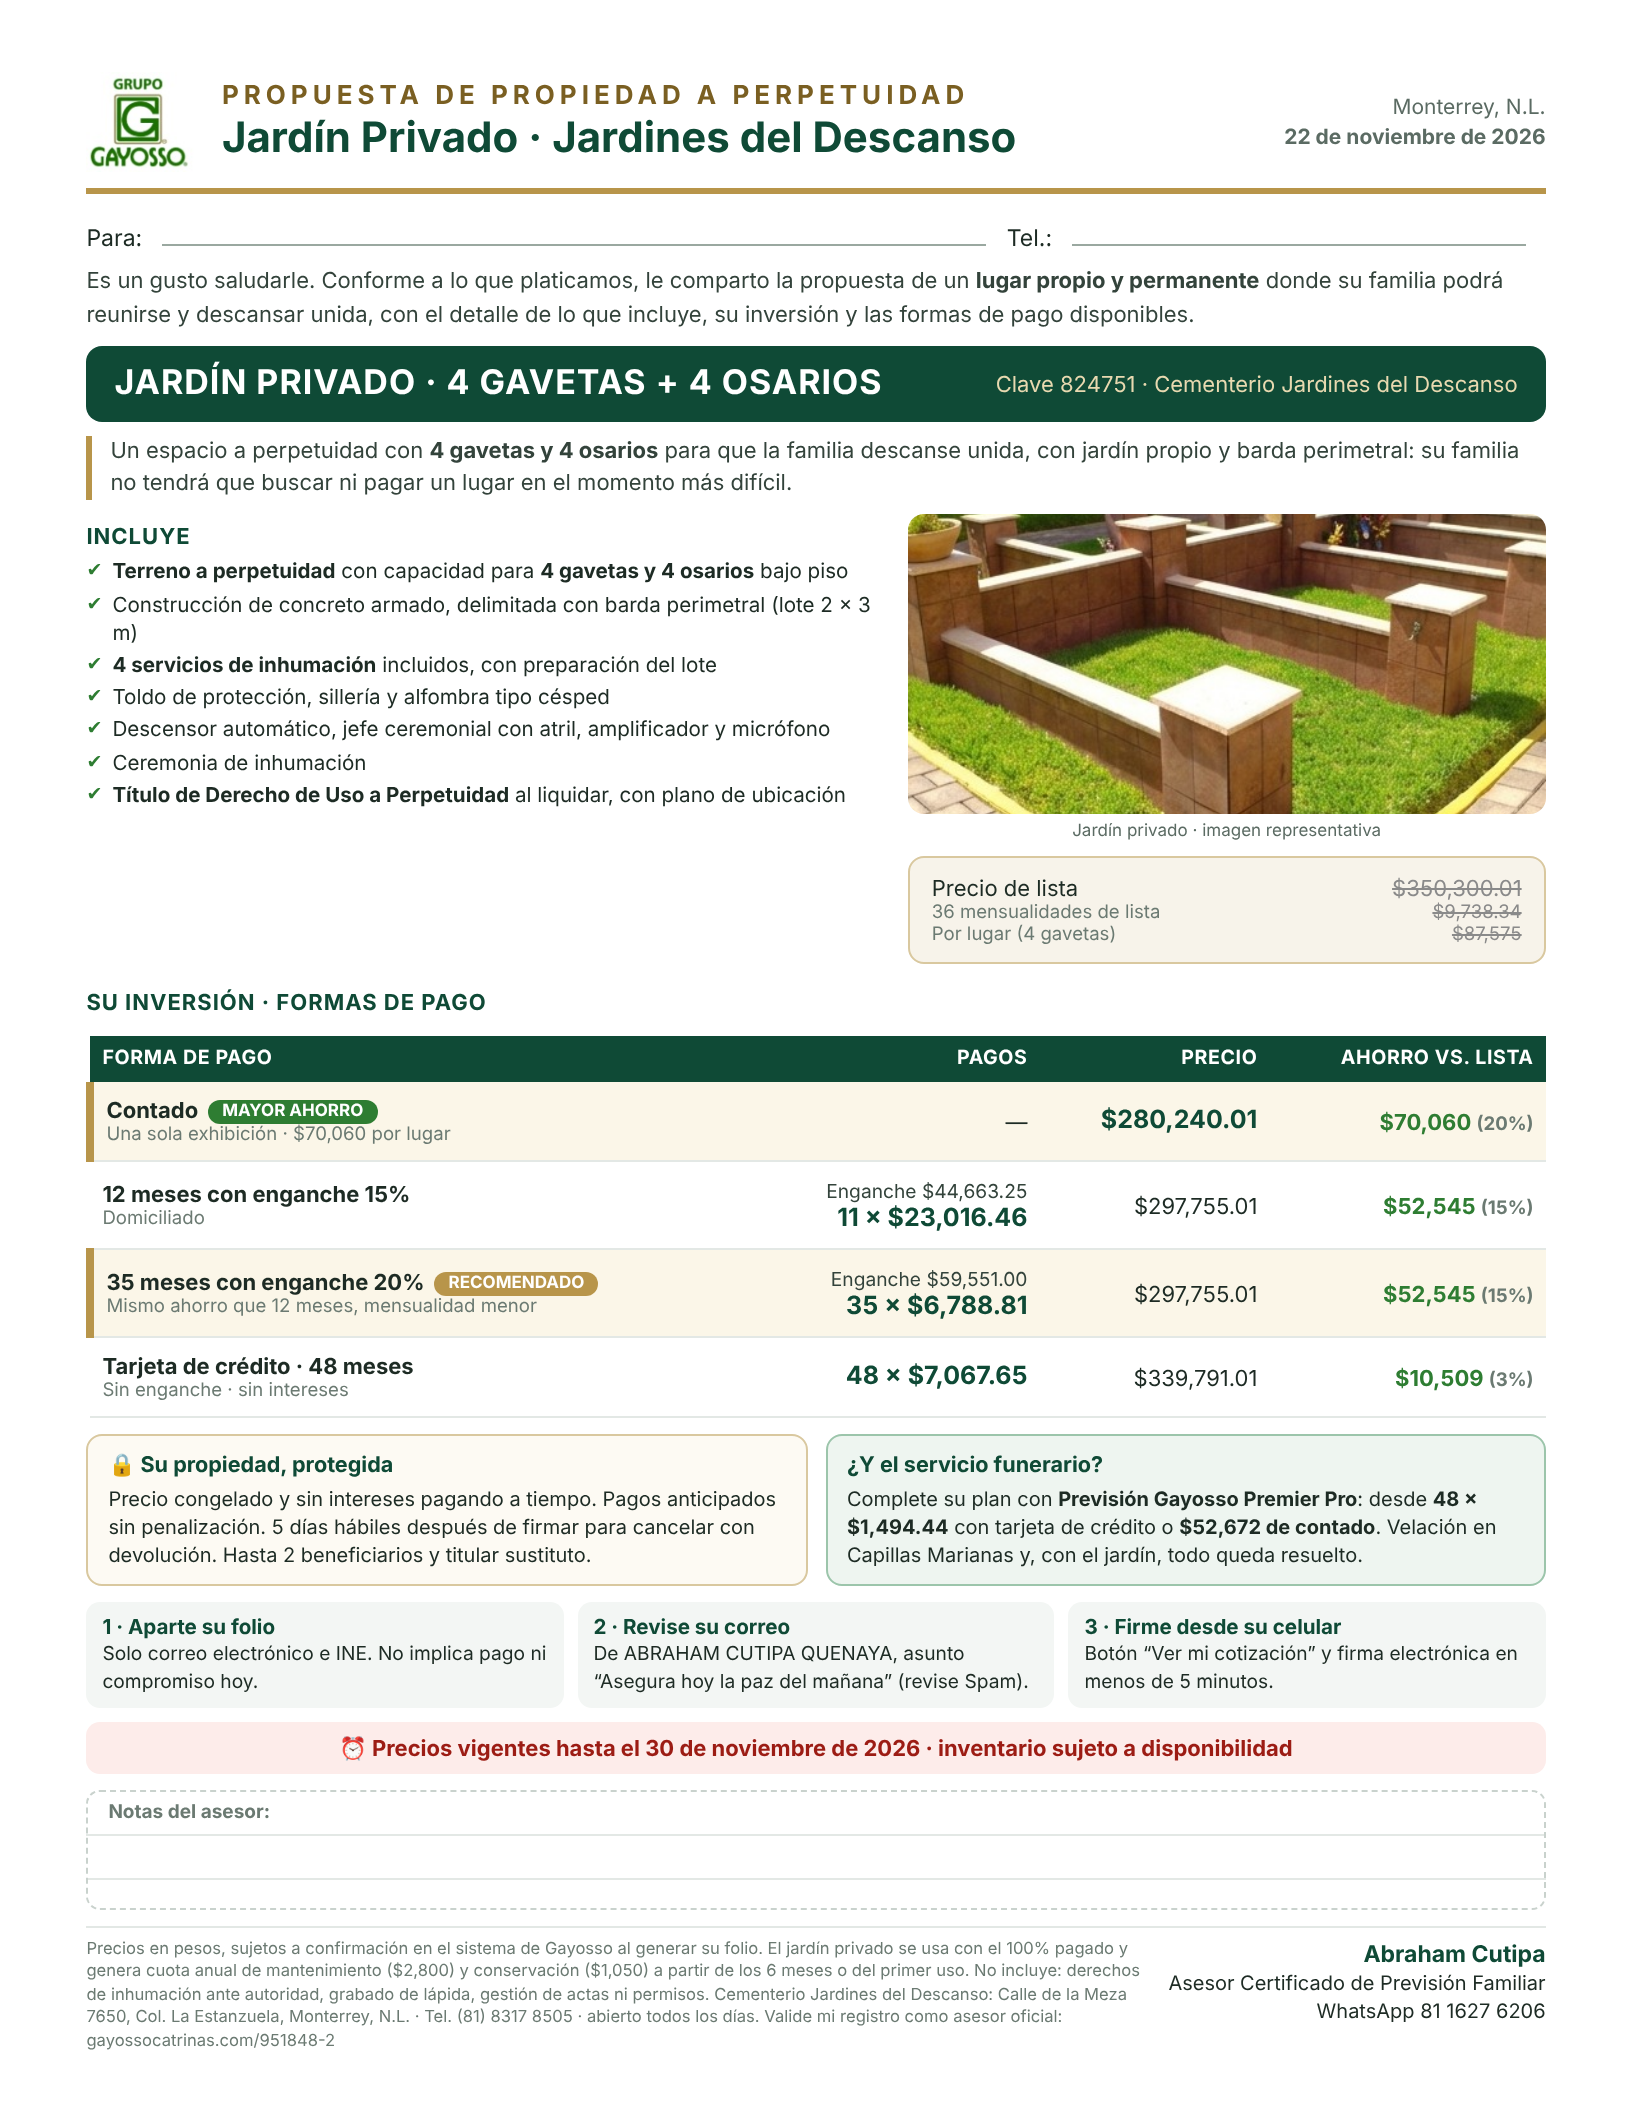 GRUPO
G
GAYOSSO
PROPUESTA DE PROPIEDAD A PERPETUIDAD
Jardín Privado · Jardines del Descanso
Monterrey, N.L.
22 de noviembre de 2026
Para:
Tel.:
Es un gusto saludarle. Conforme a lo que platicamos, le comparto la propuesta de un lugar propio y permanente donde su familia podrá
reunirse y descansar unida, con el detalle de lo que incluye, su inversión y las formas de pago disponibles.
JARDÍN PRIVADO · 4 GAVETAS + 4 OSARIOS
Clave 824751 · Cementerio Jardines del Descanso
Un espacio a perpetuidad con 4 gavetas y 4 osarios para que la familia descanse unida, con jardín propio y barda perimetral: su familia
no tendrá que buscar ni pagar un lugar en el momento más difícil.
INCLUYE
✔ Terreno a perpetuidad con capacidad para 4 gavetas y 4 osarios bajo piso
✔ Construcción de concreto armado, delimitada con barda perimetral (lote 2 × 3
m)
✔ 4 servicios de inhumación incluidos, con preparación del lote
✔ Toldo de protección, sillería y alfombra tipo césped
✔ Descensor automático, jefe ceremonial con atril, amplificador y micrófono
✔ Ceremonia de inhumación
✔ Título de Derecho de Uso a Perpetuidad al liquidar, con plano de ubicación
Jardín privado · imagen representativa
Precio de lista $350,300.01
36 mensualidades de lista $9,738.34
Por lugar (4 gavetas) $87,575
SU INVERSIÓN · FORMAS DE PAGO
FORMA DE PAGO PAGOS PRECIO AHORRO VS. LISTA
Contado MAYOR AHORRO
Una sola exhibición · $70,060 por lugar
— $280,240.01 $70,060 (20%)
12 meses con enganche 15%
Domiciliado
Enganche $44,663.25
11 × $23,016.46
$297,755.01 $52,545 (15%)
35 meses con enganche 20% RECOMENDADO
Mismo ahorro que 12 meses, mensualidad menor
Enganche $59,551.00
35 × $6,788.81
$297,755.01 $52,545 (15%)
Tarjeta de crédito · 48 meses
Sin enganche · sin intereses
48 × $7,067.65 $339,791.01 $10,509 (3%)
🔒 Su propiedad, protegida
Precio congelado y sin intereses pagando a tiempo. Pagos anticipados
sin penalización. 5 días hábiles después de firmar para cancelar con
devolución. Hasta 2 beneficiarios y titular sustituto.
¿Y el servicio funerario?
Complete su plan con Previsión Gayosso Premier Pro: desde 48 ×
$1,494.44 con tarjeta de crédito o $52,672 de contado. Velación en
Capillas Marianas y, con el jardín, todo queda resuelto.
1 · Aparte su folio
Solo correo electrónico e INE. No implica pago ni
compromiso hoy.
2 · Revise su correo
De ABRAHAM CUTIPA QUENAYA, asunto
“Asegura hoy la paz del mañana” (revise Spam).
3 · Firme desde su celular
Botón “Ver mi cotización” y firma electrónica en
menos de 5 minutos.
⏰ Precios vigentes hasta el 30 de noviembre de 2026 · inventario sujeto a disponibilidad
Notas del asesor:
Precios en pesos, sujetos a confirmación en el sistema de Gayosso al generar su folio. El jardín privado se usa con el 100% pagado y
genera cuota anual de mantenimiento ($2,800) y conservación ($1,050) a partir de los 6 meses o del primer uso. No incluye: derechos
de inhumación ante autoridad, grabado de lápida, gestión de actas ni permisos. Cementerio Jardines del Descanso: Calle de la Meza
7650, Col. La Estanzuela, Monterrey, N.L. · Tel. (81) 8317 8505 · abierto todos los días. Valide mi registro como asesor oficial:
gayossocatrinas.com/951848-2
Abraham Cutipa
Asesor Certificado de Previsión Familiar
WhatsApp 81 1627 6206